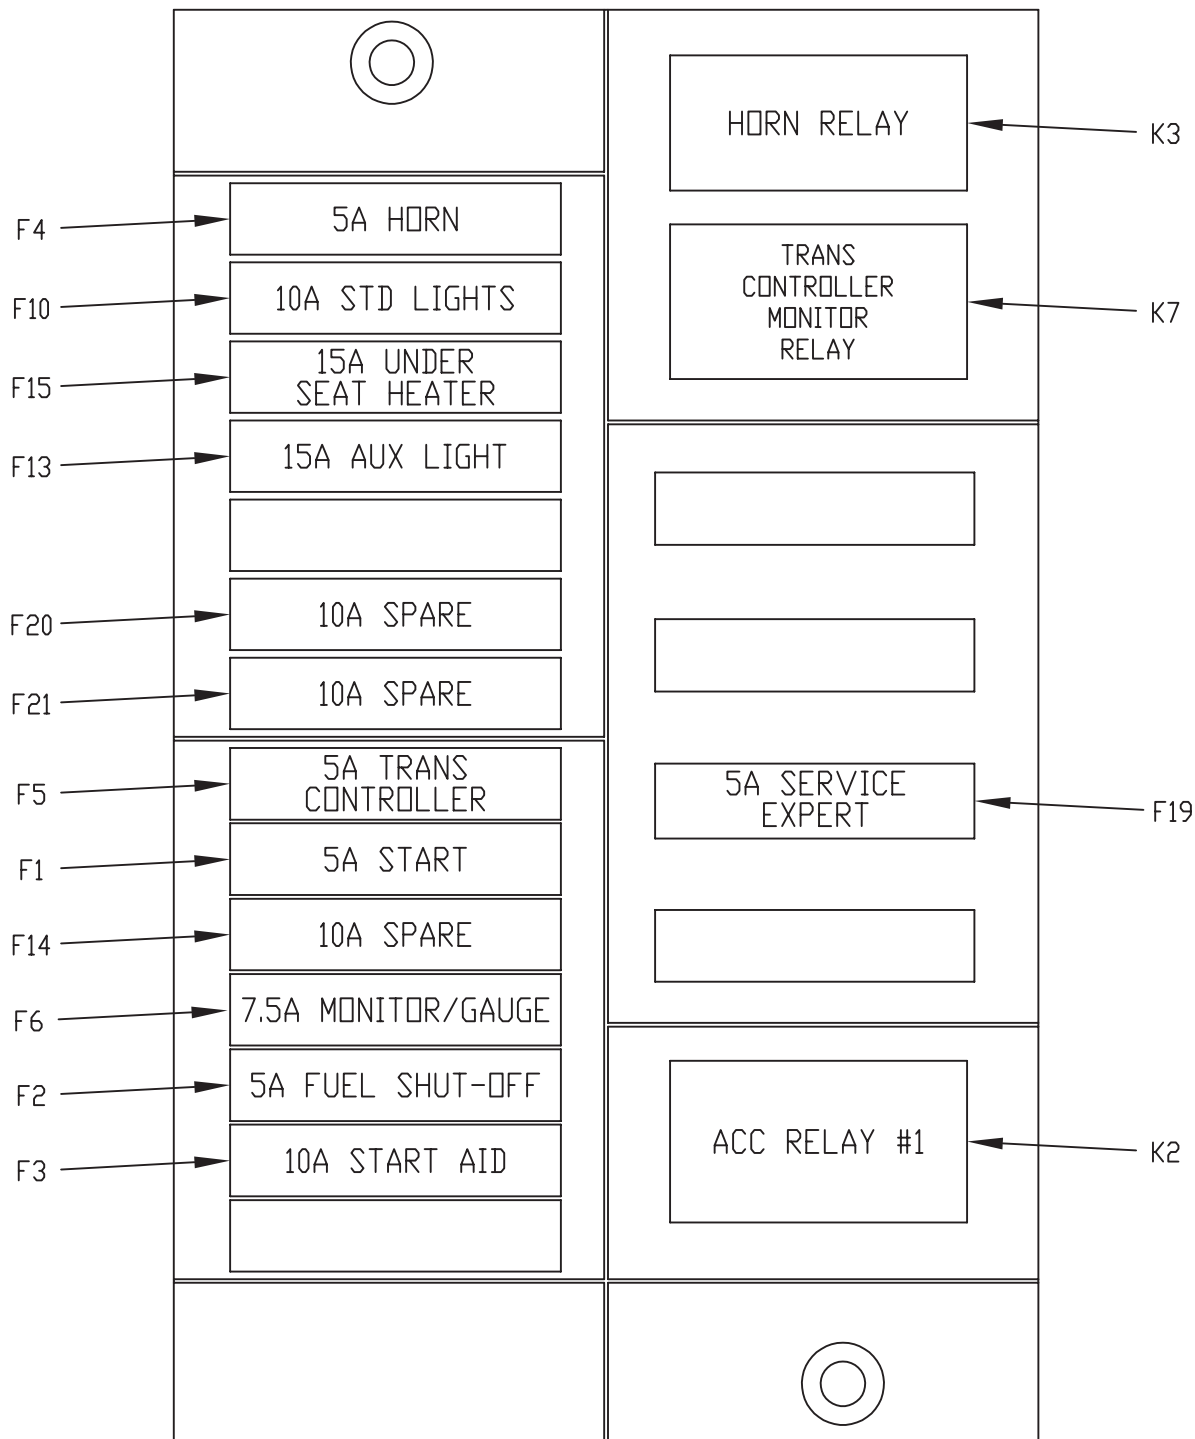 HORN RELAY
K3
F4
5A HORN
F10
10A STD LIGHTS
TRANS
CONTROLLER
MONITOR
RELAY
K7
F15
15A UNDER
SEAT HEATER
F13
15A AUX LIGHT
F20
10A SPARE
F21
10A SPARE
F5
5A TRANS
CONTROLLER
5A SERVICE
EXPERT
F19
F1
5A START
F14
10A SPARE
F6
7.5A MONITOR/GAUGE
F2
5A FUEL SHUT-OFF
F3
10A START AID
ACC RELAY #1
K2